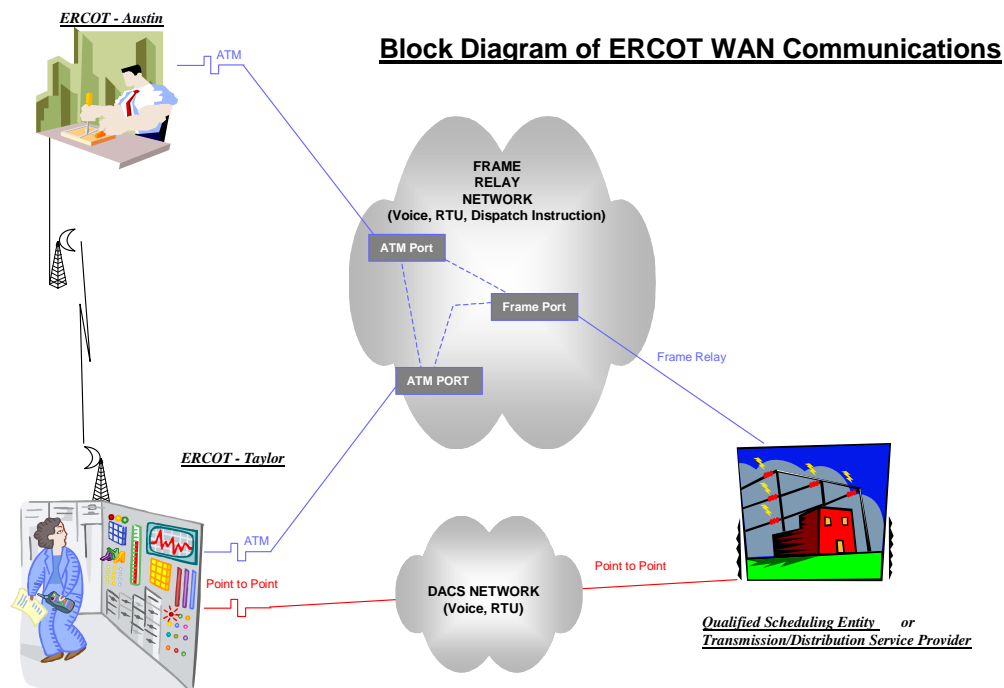 ERCOT - Austin
Block Diagram of ERCOT WAN Communications
ATM
FRAME
RELAY
NETWORK
(Voice, RTU, Dispatch Instruction)
ATM Port
Frame Port
Frame Relay
ATM PORT
ERCOT - Taylor
ATM
Point to Point
DACS NETWORK
(Voice, RTU)
Point to Point
Qualified Scheduling Entity or
Transmission/Distribution Service Provider